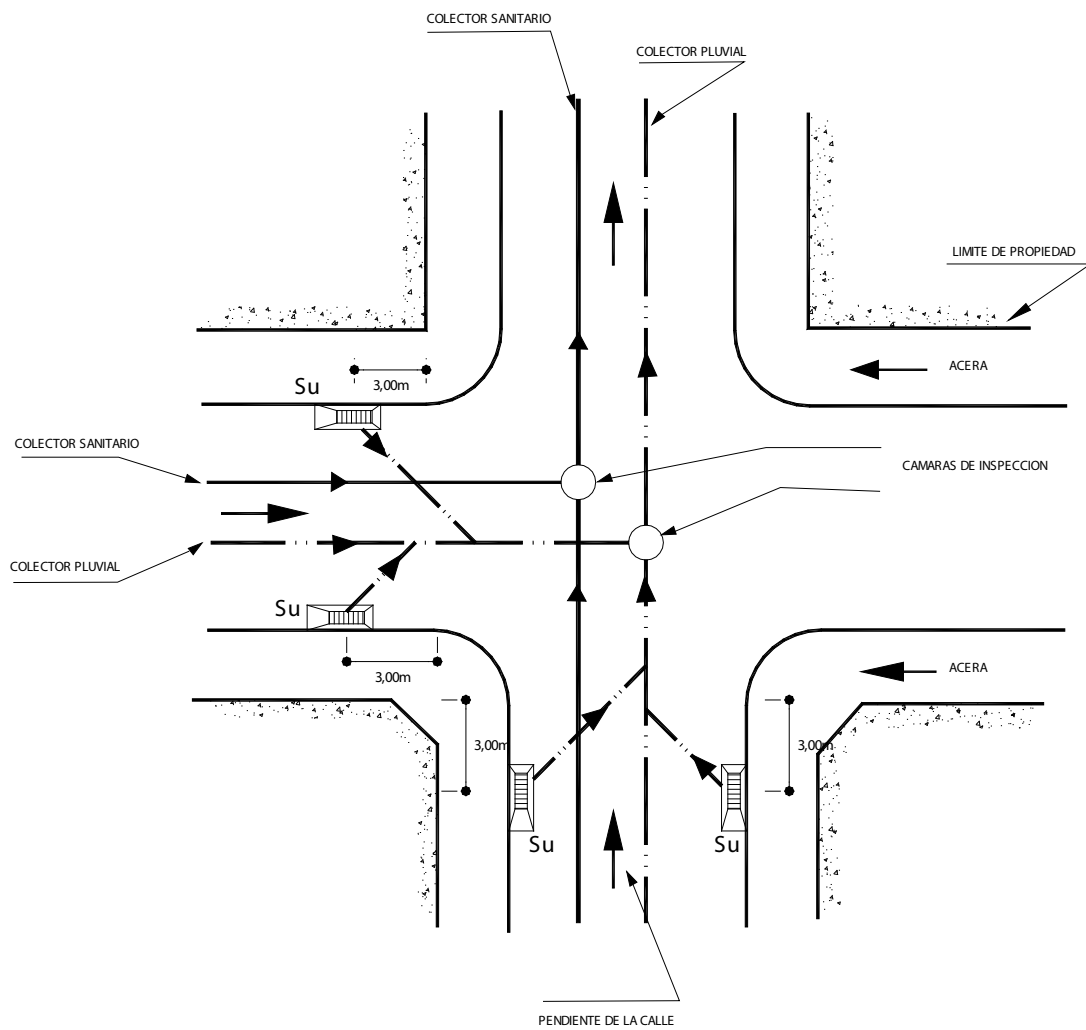 COLECTOR SANITARIO
COLECTOR PLUVIAL
LIMITE DE PROPIEDAD
ACERA
3,00m
Su
COLECTOR SANITARIO
CAMARAS DE INSPECCION
COLECTOR PLUVIAL
Su
ACERA
3,00m
3,00m
3,00m
Su
Su
PENDIENTE DE LA CALLE